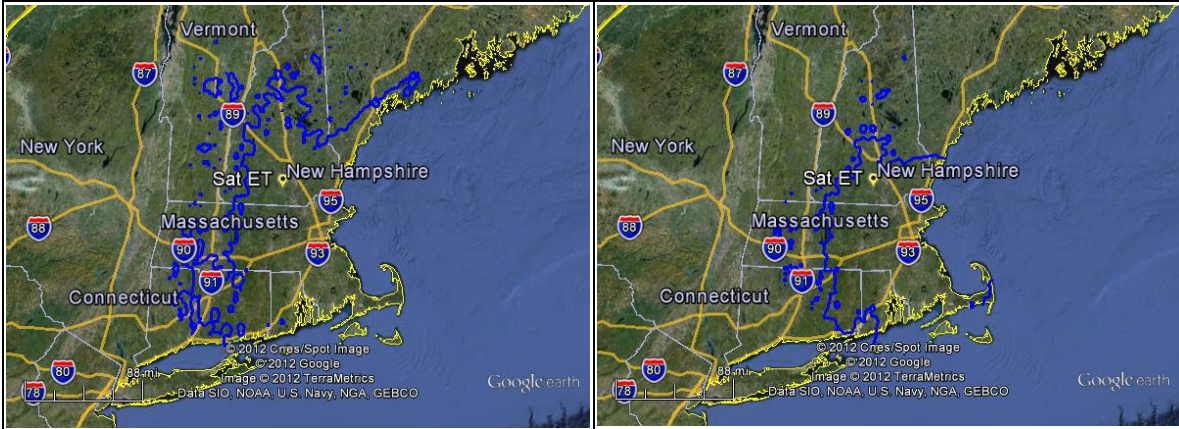 Vermont
87
89
New York
Sat ET
New Hampshire
95
Massachusetts
88
90
93
91
Connecticut
© 2012 Cnes/Spot Image
© 2012 Google
80
88 mi
Image © 2012 TerraMetrics
78
Data SIO, NOAA, U.S. Navy, NGA, GEBCO
Google earth
Vermont
87
89
New York
Sat ET
New Hampshire
95
Massachusetts
88
90
93
91
Connecticut
© 2012 Cnes/Spot Image
© 2012 Google
80
88 mi
Image © 2012 TerraMetrics
78
Data SIO, NOAA, U.S. Navy, NGA, GEBCO
Google earth